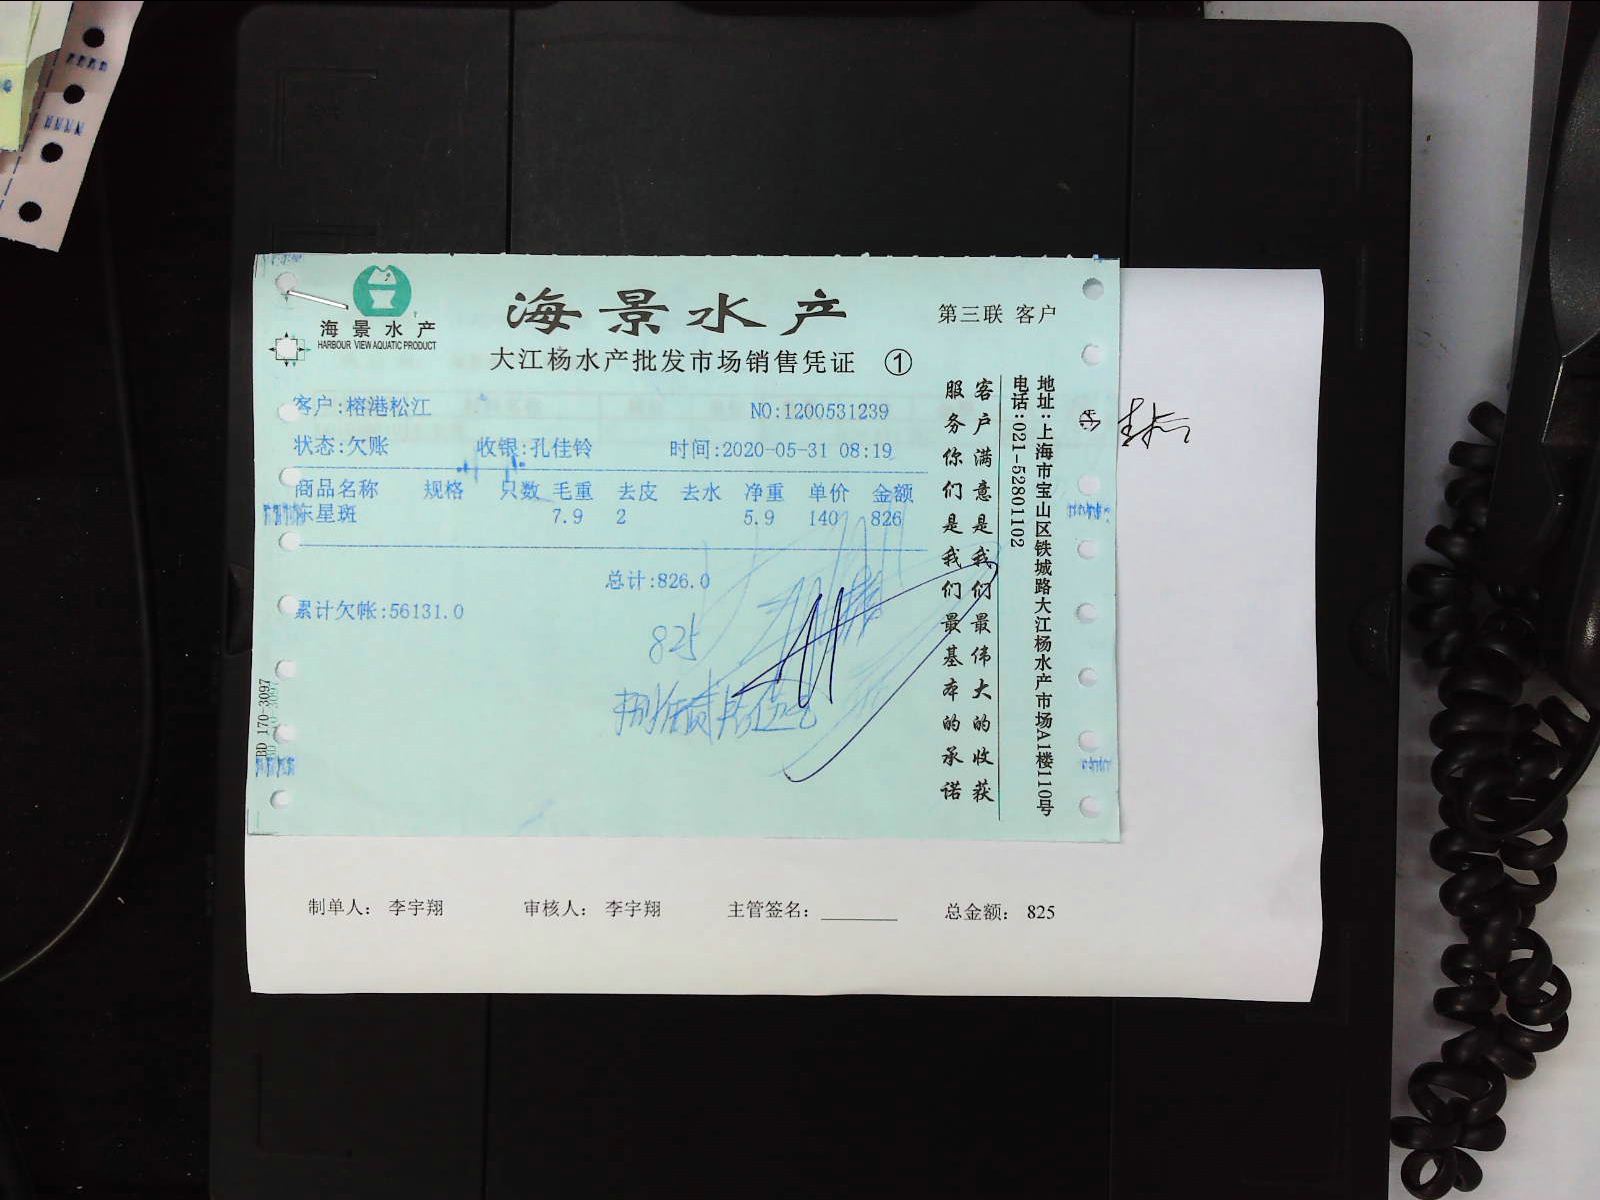 海景水产
HARBOUR VIEW AQUATIC PRODUCT
海景水产
第三联 客户
大江杨水产批发市场销售凭证 ①
客户:榕港松江 NO:1200531239
状态:欠账 收银:孔佳铃 时间:2020-05-31 08:19
商品名称 规格 只数 毛重 去皮 去水 净重 单价 金额
东星斑 7.9 2 5.9 140 826
总计:826.0
累计欠帐:56131.0
825
客户满意是我们最伟大的收获
服务你们是我们最基本的承诺
地址:上海市宝山区铁城路大江杨水产市场A1楼110号
电话:021-52801102
BD 170-3097
制单人: 李宇翔 审核人: 李宇翔 主管签名: 总金额: 825